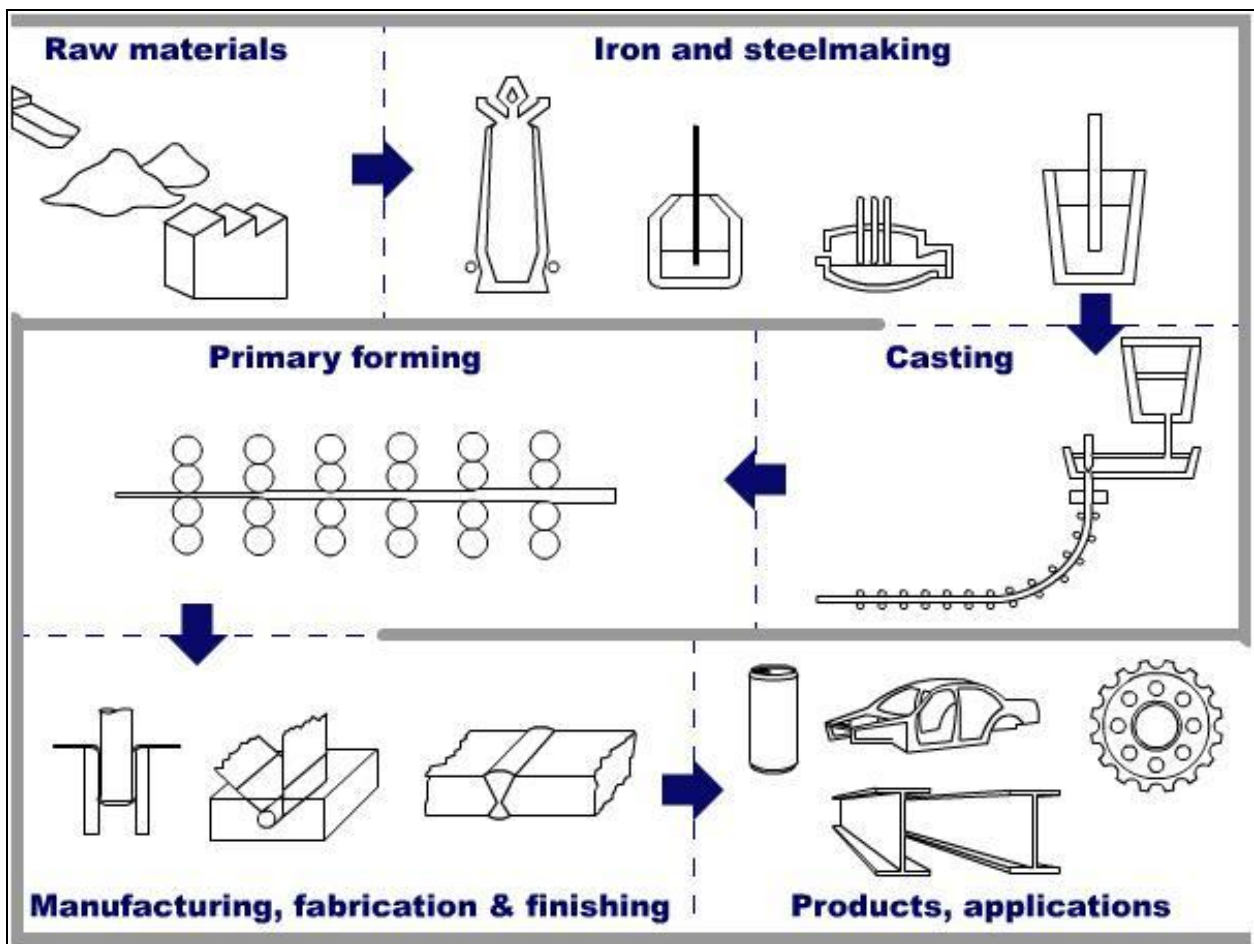 Raw materials
Iron and steelmaking
Primary forming
Casting
Manufacturing, fabrication & finishing
Products, applications